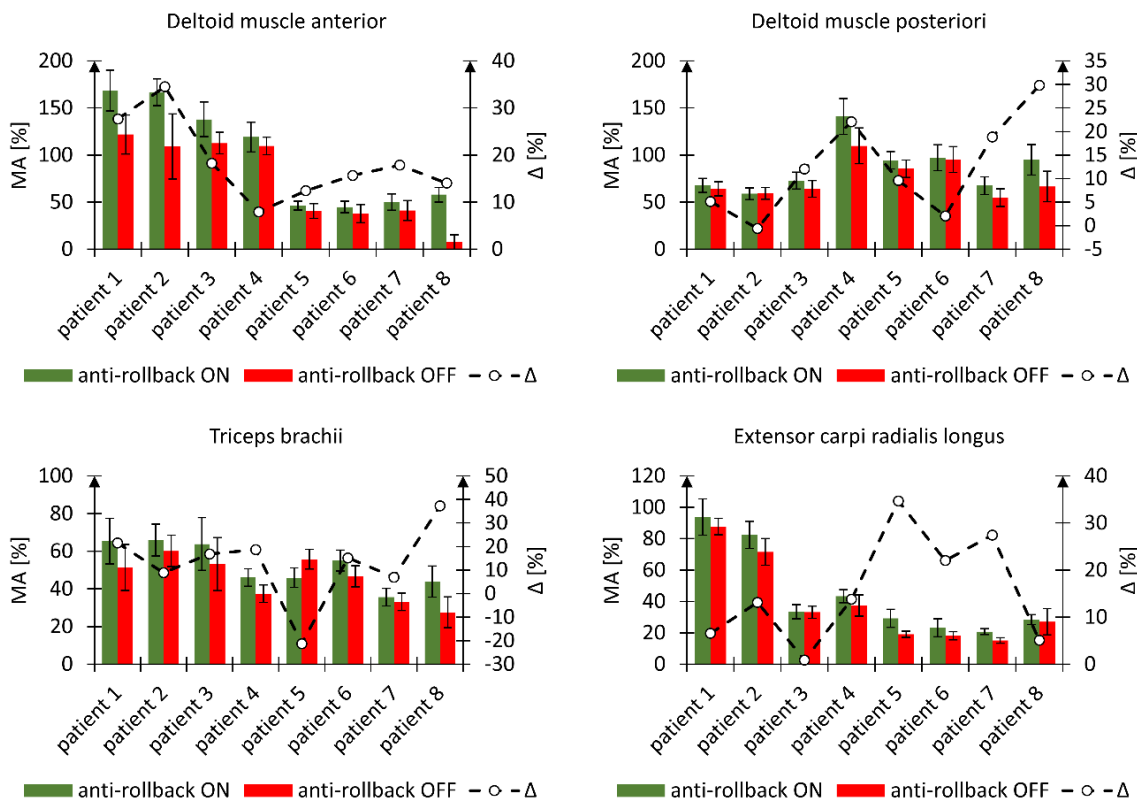 Deltoid muscle anterior
MA [%]
200
150
100
50
0
40
30
20
10
0
Δ [%]
patient 1
patient 2
patient 3
patient 4
patient 5
patient 6
patient 7
patient 8
anti-rollback ON anti-rollback OFF Δ
Deltoid muscle posteriori
MA [%]
200
150
100
50
0
35
30
25
20
15
10
5
0
-5
Δ [%]
patient 1
patient 2
patient 3
patient 4
patient 5
patient 6
patient 7
patient 8
anti-rollback ON anti-rollback OFF Δ
Triceps brachii
MA [%]
100
80
60
40
20
0
50
40
30
20
10
0
-10
-20
-30
Δ [%]
patient 1
patient 2
patient 3
patient 4
patient 5
patient 6
patient 7
patient 8
anti-rollback ON anti-rollback OFF Δ
Extensor carpi radialis longus
MA [%]
120
100
80
60
40
20
0
40
30
20
10
0
Δ [%]
patient 1
patient 2
patient 3
patient 4
patient 5
patient 6
patient 7
patient 8
anti-rollback ON anti-rollback OFF Δ